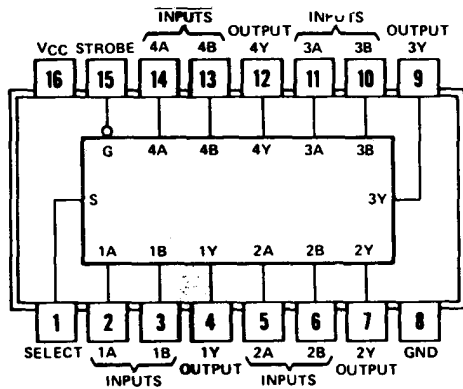 INPUTS INPUTS
OUTPUT OUTPUT
VCC STROBE 4A 4B 4Y 3A 3B 3Y
16 15 14 13 12 11 10 9
G 4A 4B 4Y 3A 3B
S 3Y
1A 1B 1Y 2A 2B 2Y
1 2 3 4 5 6 7 8
SELECT 1A 1B 1Y 2A 2B 2Y GND
OUTPUT OUTPUT
INPUTS INPUTS